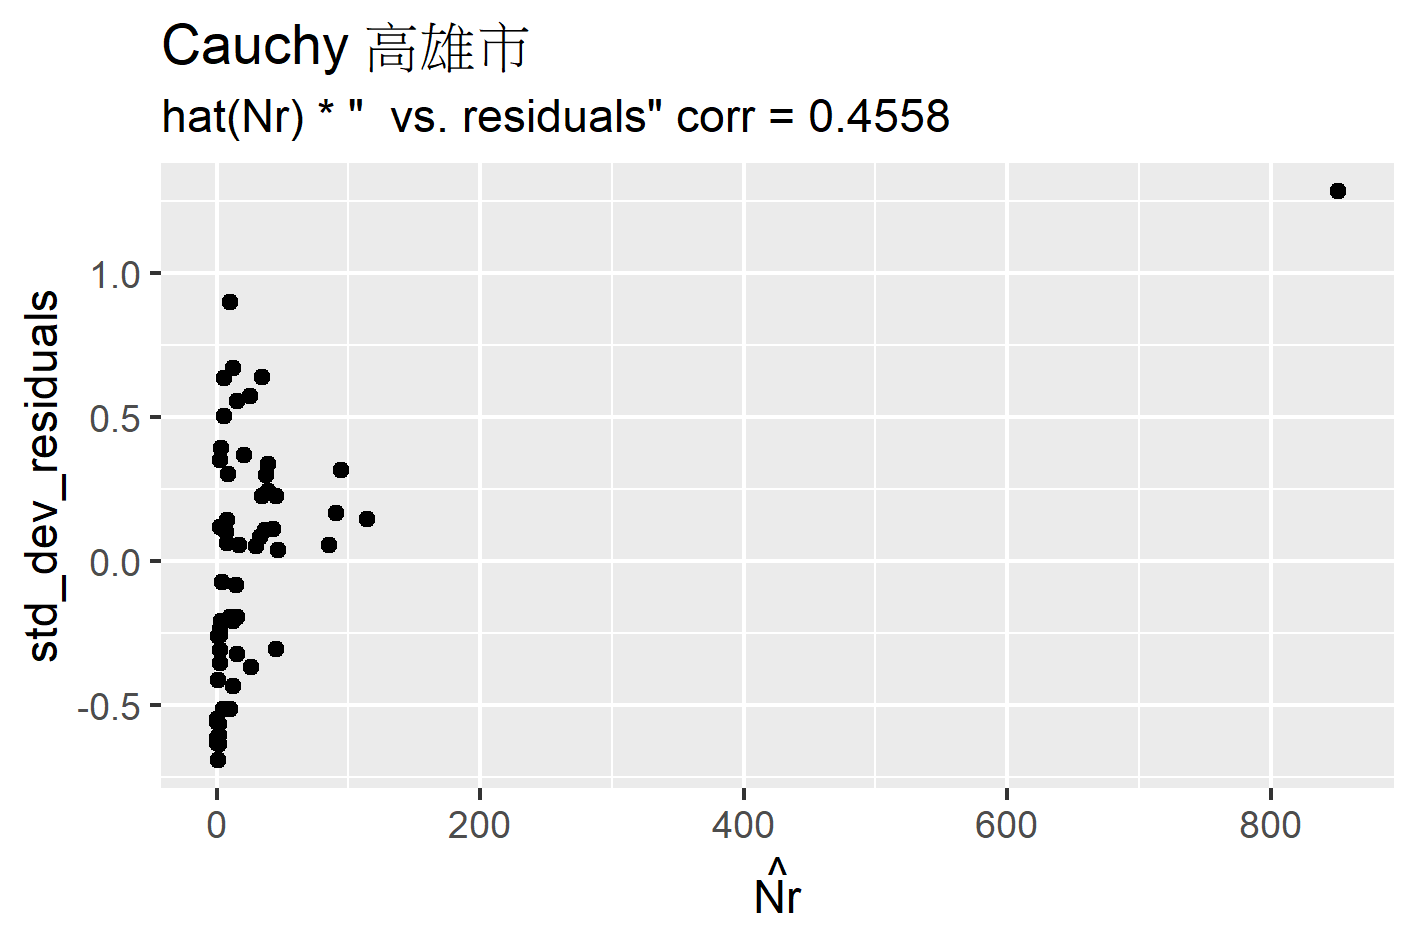 Cauchy 高雄市
hat(Nr) * "  vs. residuals" corr = 0.4558
std_dev_residuals
1.0
0.5
0.0
-0.5
0 200 400 600 800
N̂r